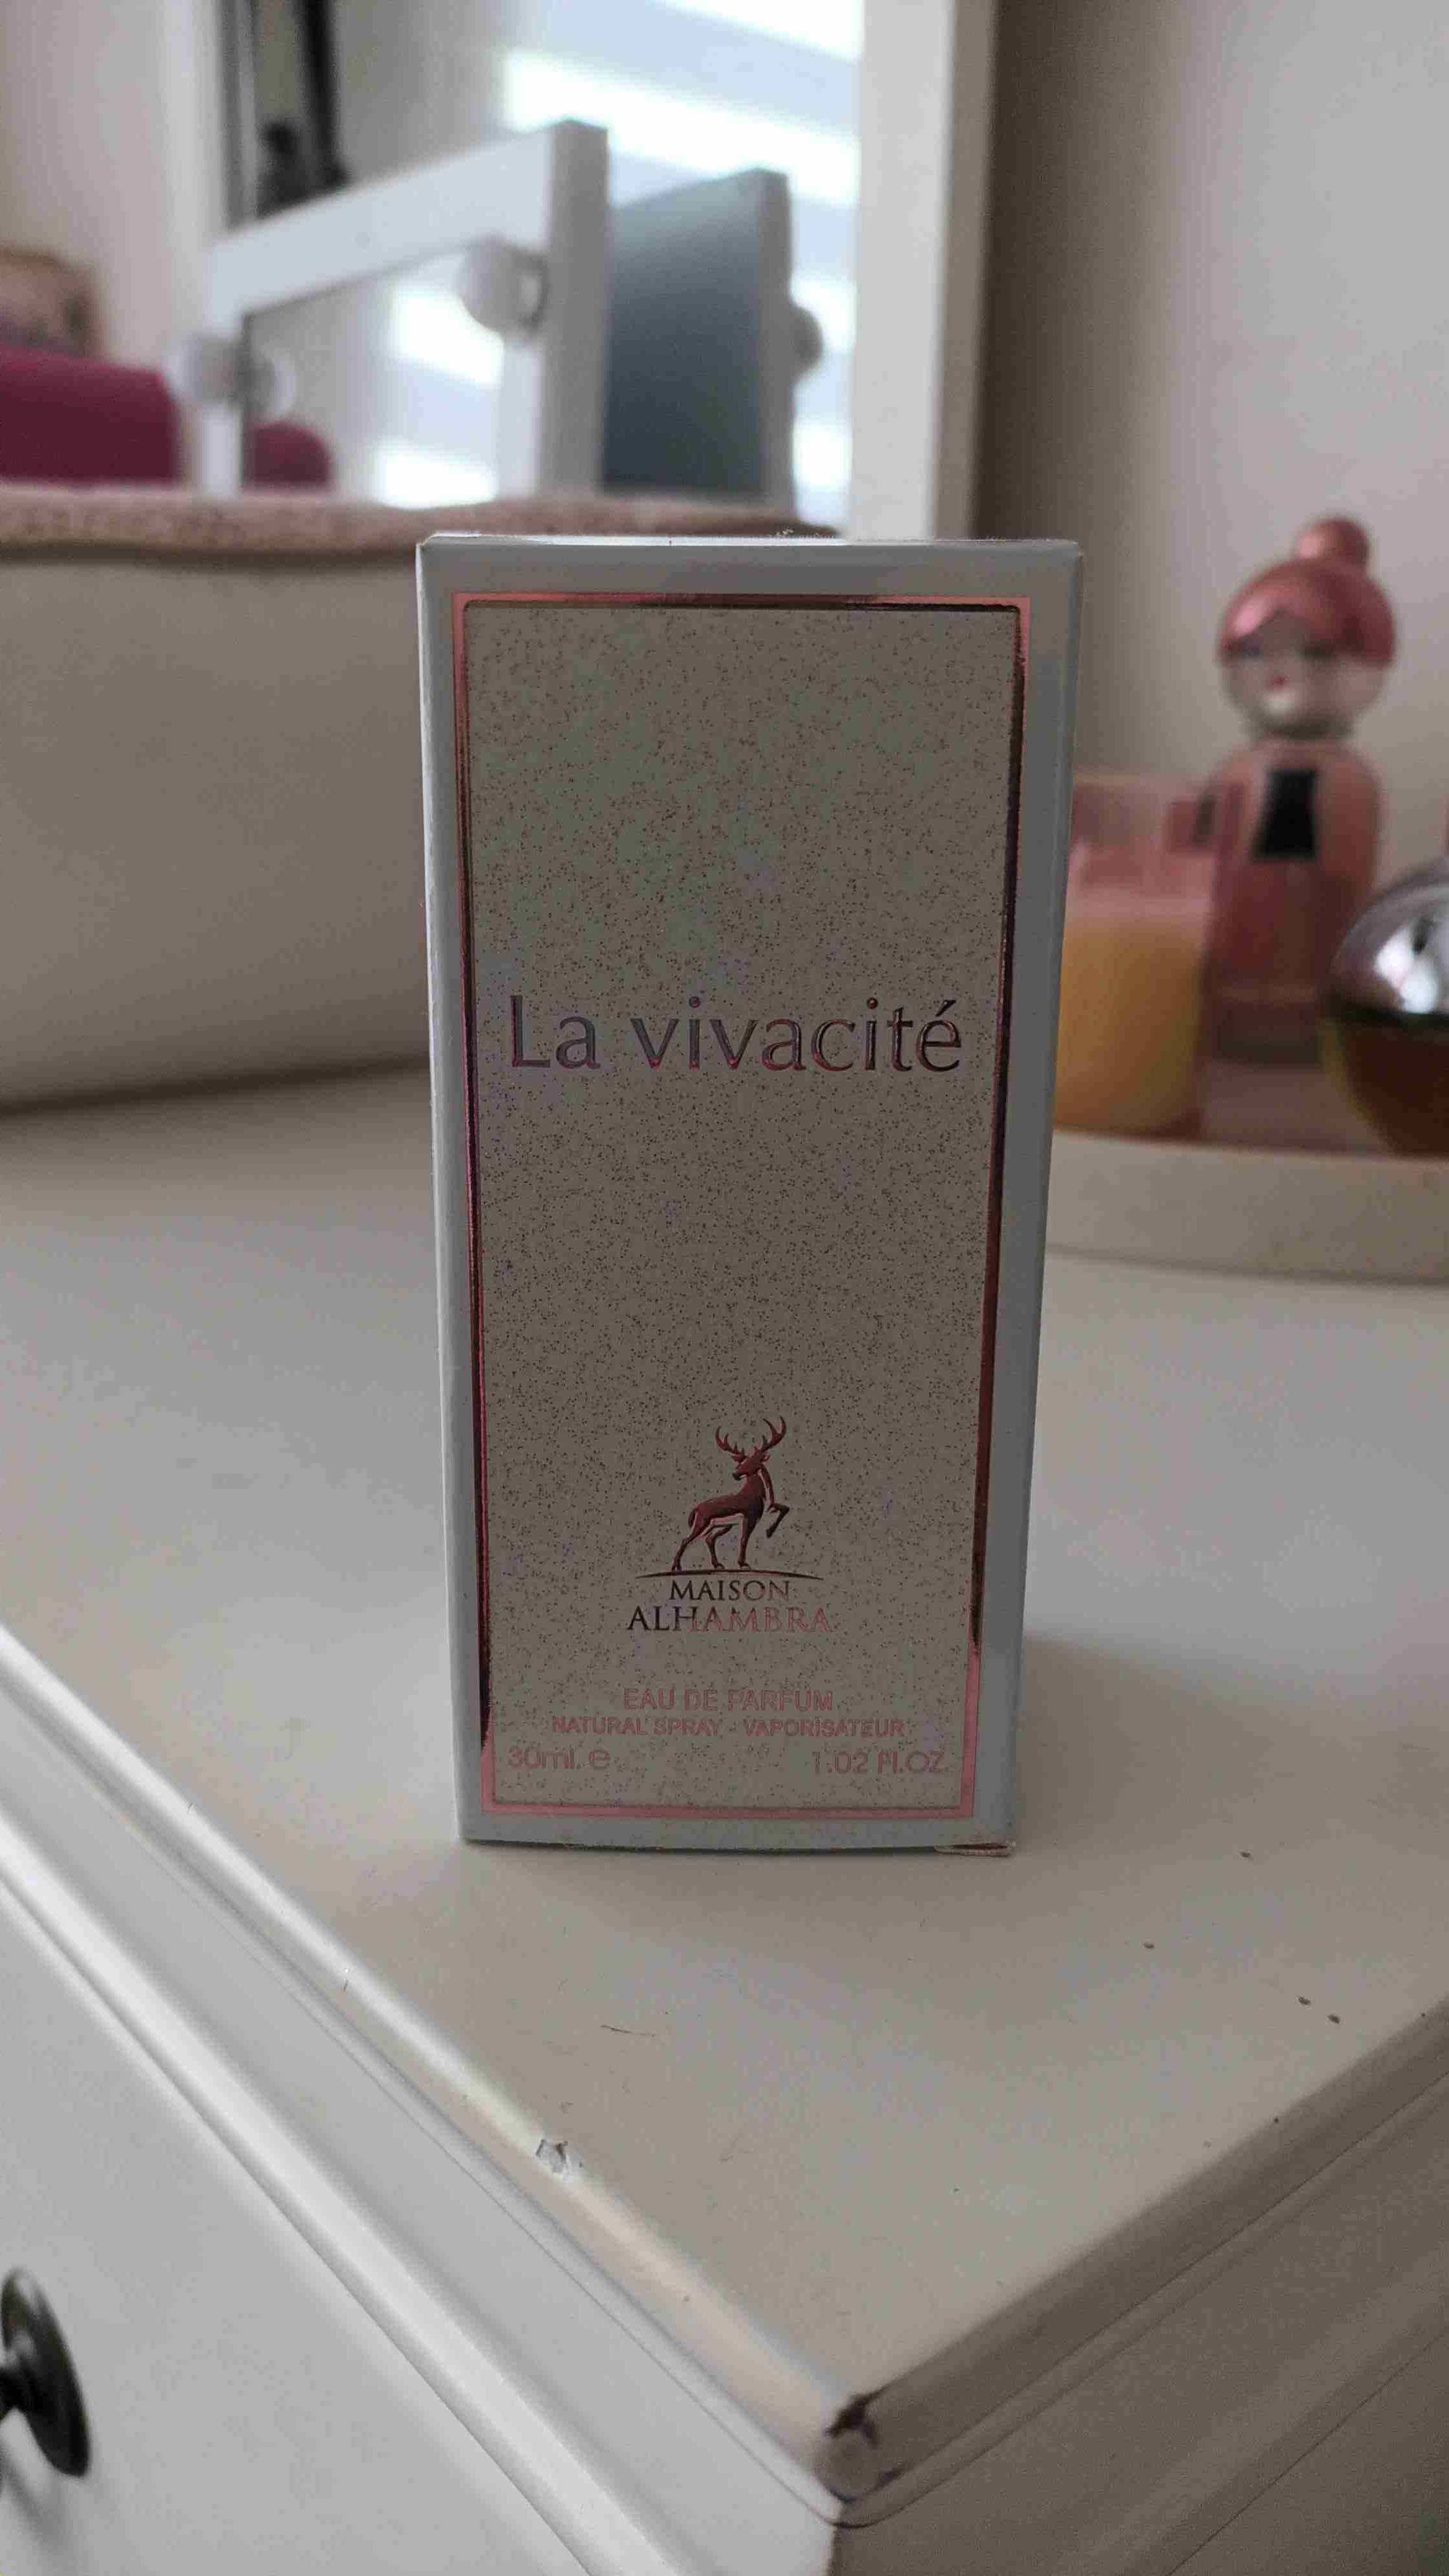 La vivacité
MAISON
ALHAMBRA
EAU DE PARFUM
NATURAL SPRAY - VAPORISATEUR
30ml. e 1.02 Fl.OZ.